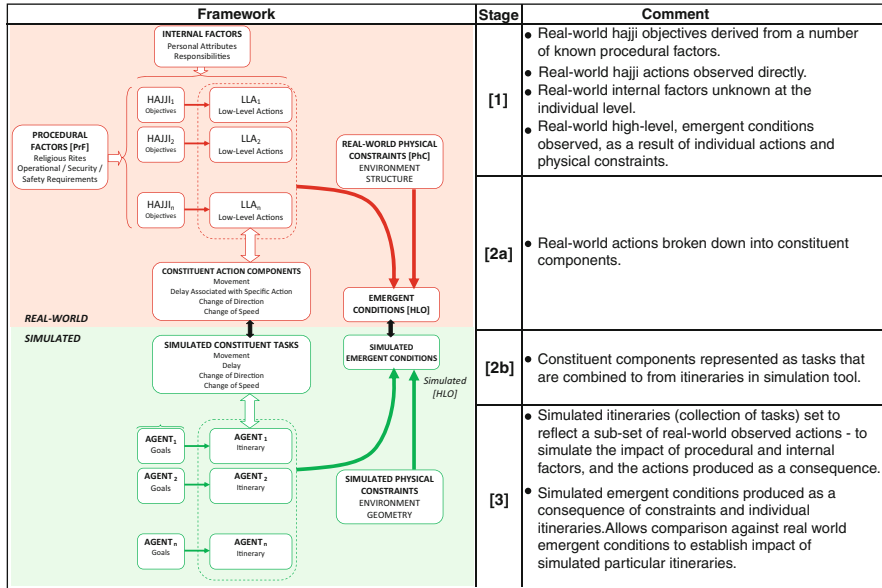 Framework
Stage
Comment
INTERNAL FACTORS
Personal Attributes
Responsibilities
HAJJI1
Objectives
LLA1
Low-Level Actions
HAJJI2
Objectives
LLA2
Low-Level Actions
PROCEDURAL
FACTORS [PrF]
Religious Rites
Operational / Security /
Safety Requirements
REAL-WORLD PHYSICAL
CONSTRAINTS [PhC]
ENVIRONMENT
STRUCTURE
HAJJIn
Objectives
LLAn
Low-Level Actions
CONSTITUENT ACTION COMPONENTS
Movement
Delay Associated with Specific Action
Change of Direction
Change of Speed
EMERGENT
CONDITIONS [HLO]
REAL-WORLD
SIMULATED
SIMULATED CONSTITUENT TASKS
Movement
Delay
Change of Direction
Change of Speed
SIMULATED
EMERGENT CONDITIONS
Simulated
[HLO]
AGENT1
Goals
AGENT1
Itinerary
AGENT2
Goals
AGENT2
Itinerary
SIMULATED PHYSICAL
CONSTRAINTS
ENVIRONMENT
GEOMETRY
AGENTn
Goals
AGENTn
Itinerary
[1]
● Real-world hajji objectives derived from a number
of known procedural factors.
● Real-world hajji actions observed directly.
● Real-world internal factors unknown at the
individual level.
● Real-world high-level, emergent conditions
observed, as a result of individual actions and
physical constraints.
[2a]
● Real-world actions broken down into constituent
components.
[2b]
● Constituent components represented as tasks that
are combined to from itineraries in simulation tool.
[3]
● Simulated itineraries (collection of tasks) set to
reflect a sub-set of real-world observed actions - to
simulate the impact of procedural and internal
factors, and the actions produced as a consequence.
● Simulated emergent conditions produced as a
consequence of constraints and individual
itineraries.Allows comparison against real world
emergent conditions to establish impact of
simulated particular itineraries.